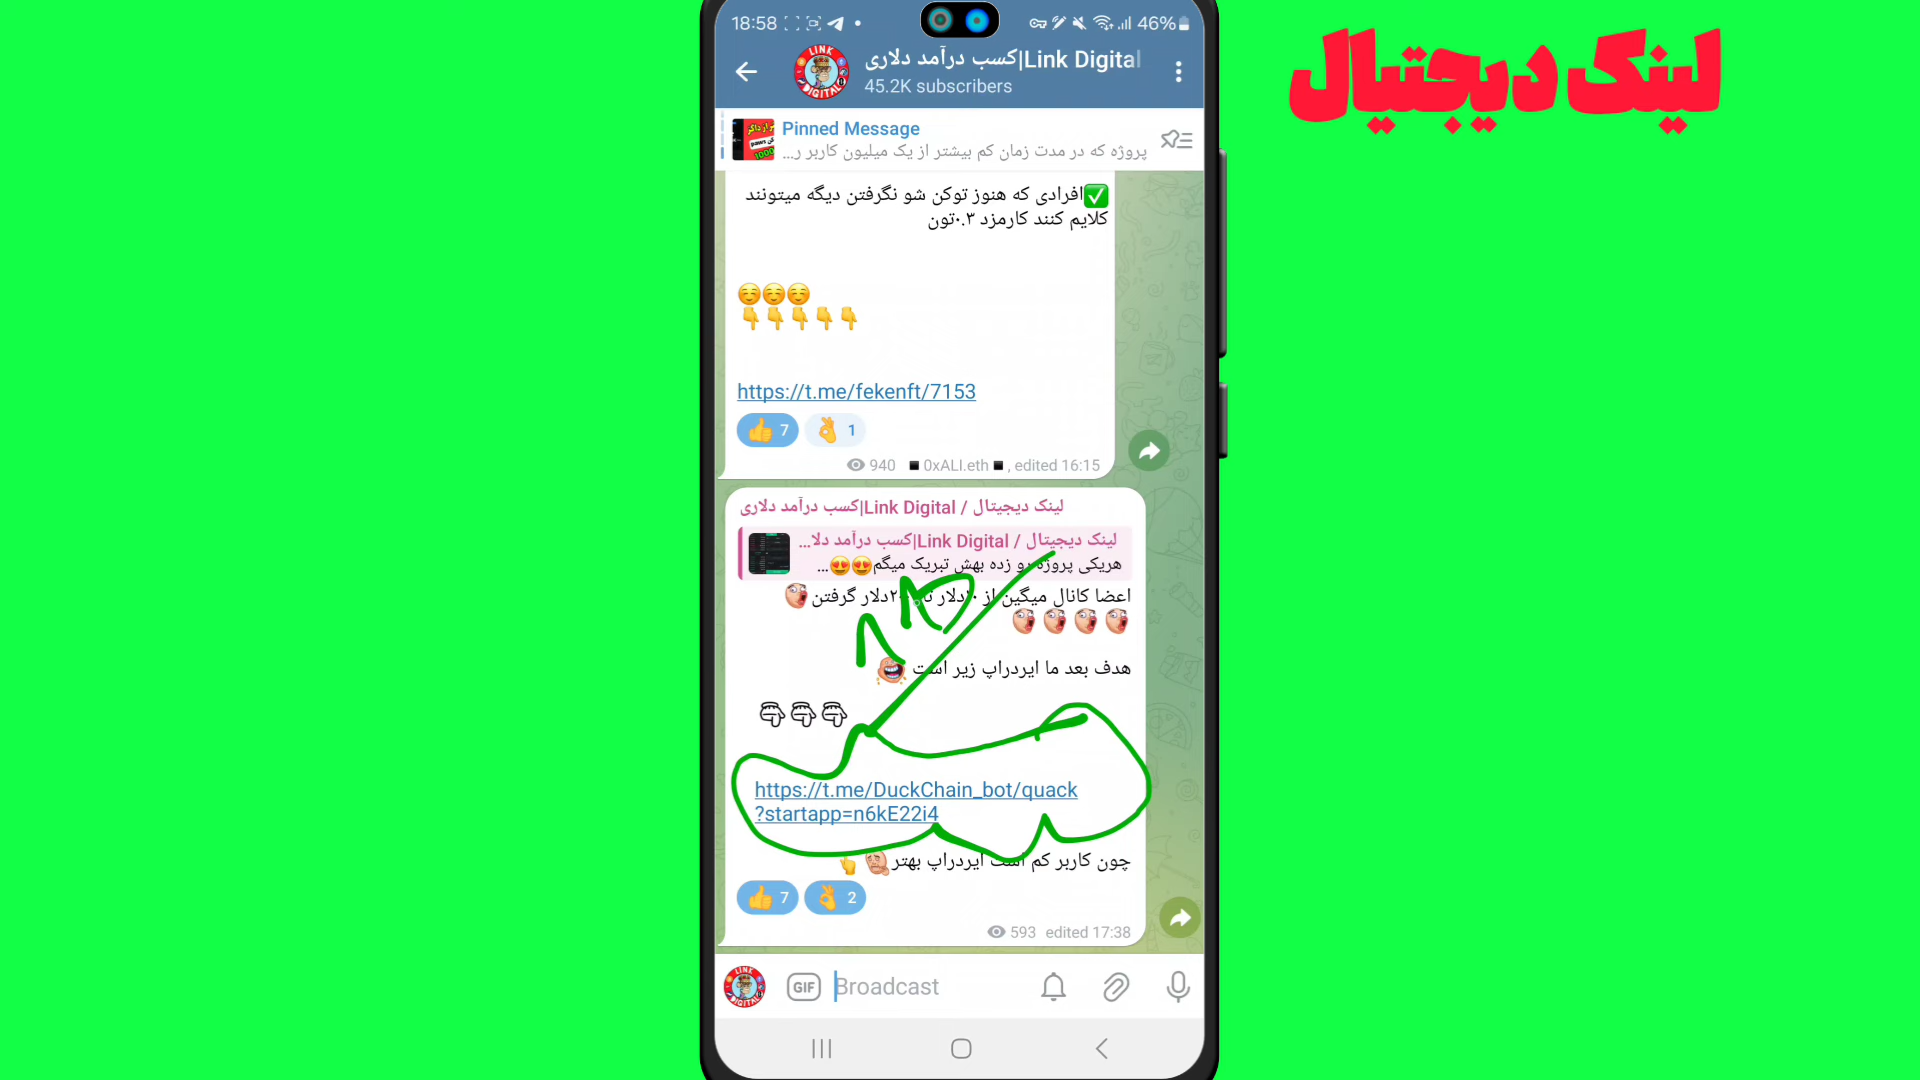 لینک دیجتیال
18:58
46%
Link Digital|کسب درآمد دلاری
45.2K subscribers
Pinned Message
پروژه که در مدت زمان کم بیشتر از یک میلیون کاربر ر...
✅افرادی که هنوز توکن شو نگرفتن دیگه میتونند
کلایم کنند کارمزد ۰.۳تون
☺️☺️☺️
👇👇👇👇👇
https://t.me/fekenft/7153
👍 7 👌 1
940 ▪️0xALI.eth▪️, edited 16:15
لینک دیجیتال / Link Digital|کسب درآمد دلاری
لینک دیجیتال / Link Digital|کسب درآمد دلا...
هریکی پروژه رو زده بهش تبریک میگم😍😍...
اعضا کانال میگین از دلار دلار گرفتن
هدف بعد ما ایردراپ زیر است
https://t.me/DuckChain_bot/quack
?startapp=n6kE22i4
چون کاربر کم است ایردراپ بهتر
👍 7 👌 2
593 edited 17:38
GIF Broadcast